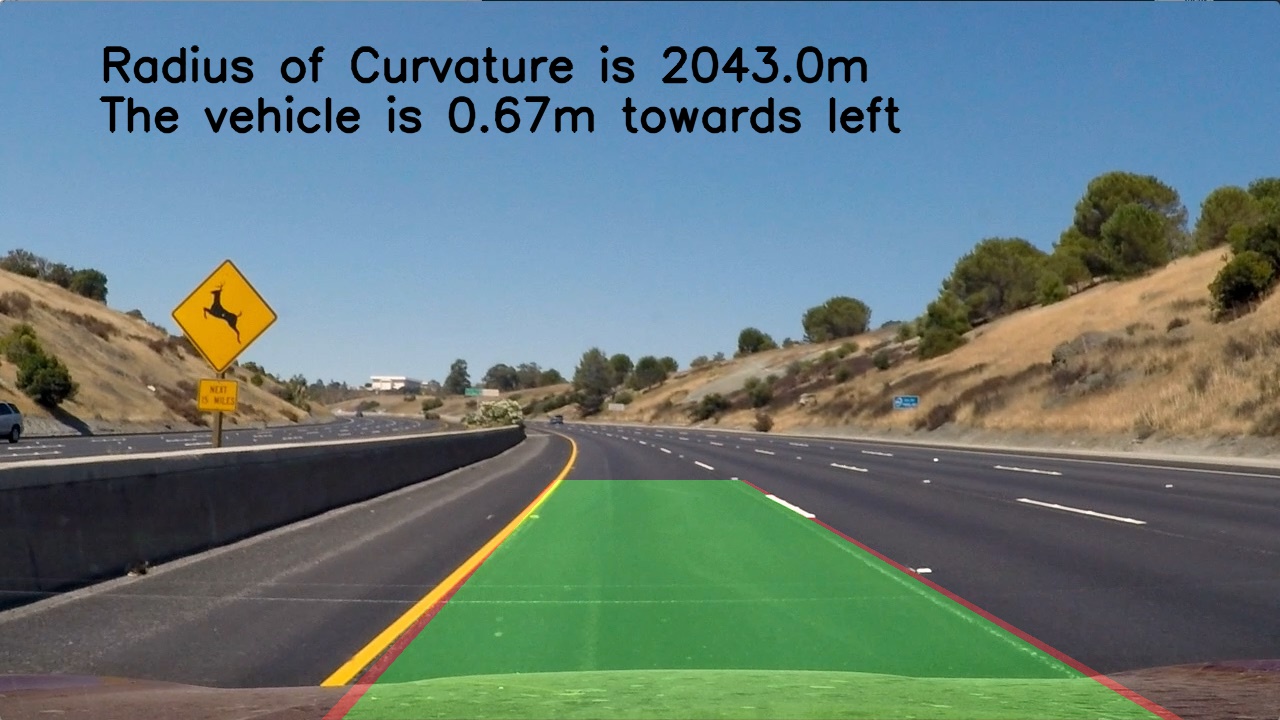 Radius of Curvature is 2043.0m
The vehicle is 0.67m towards left
NEXT
15 MILES